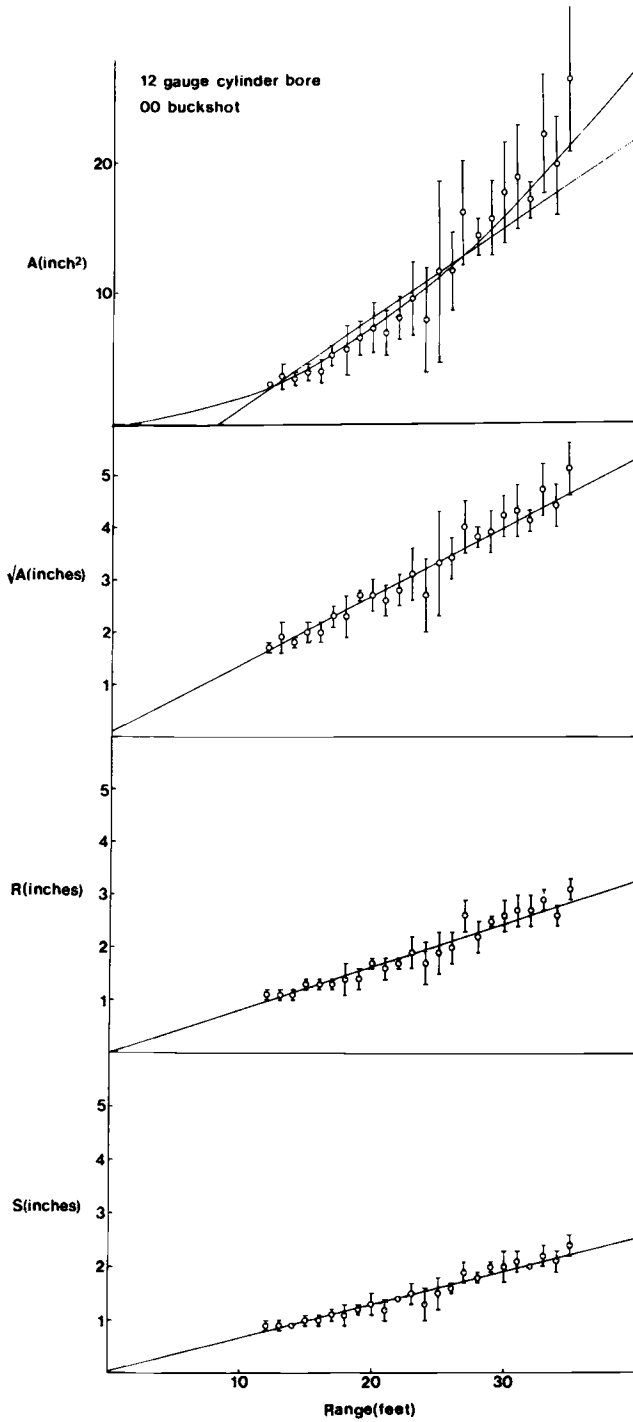 12 gauge cylinder bore
00 buckshot
20
A(inch²)
10
5
4
√A(inches)
3
2
1
5
4
R(inches)
3
2
1
5
4
S(inches)
3
2
1
10 20 30
Range(feet)